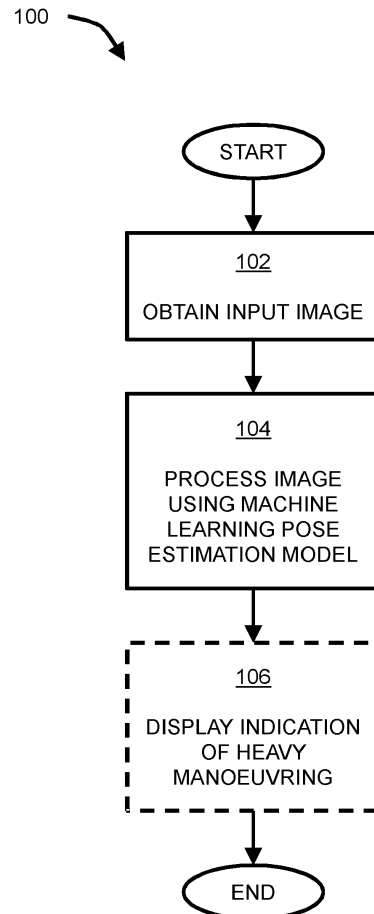 100
START
102
OBTAIN INPUT IMAGE
104
PROCESS IMAGE
USING MACHINE
LEARNING POSE
ESTIMATION MODEL
106
DISPLAY INDICATION
OF HEAVY
MANOEUVRING
END